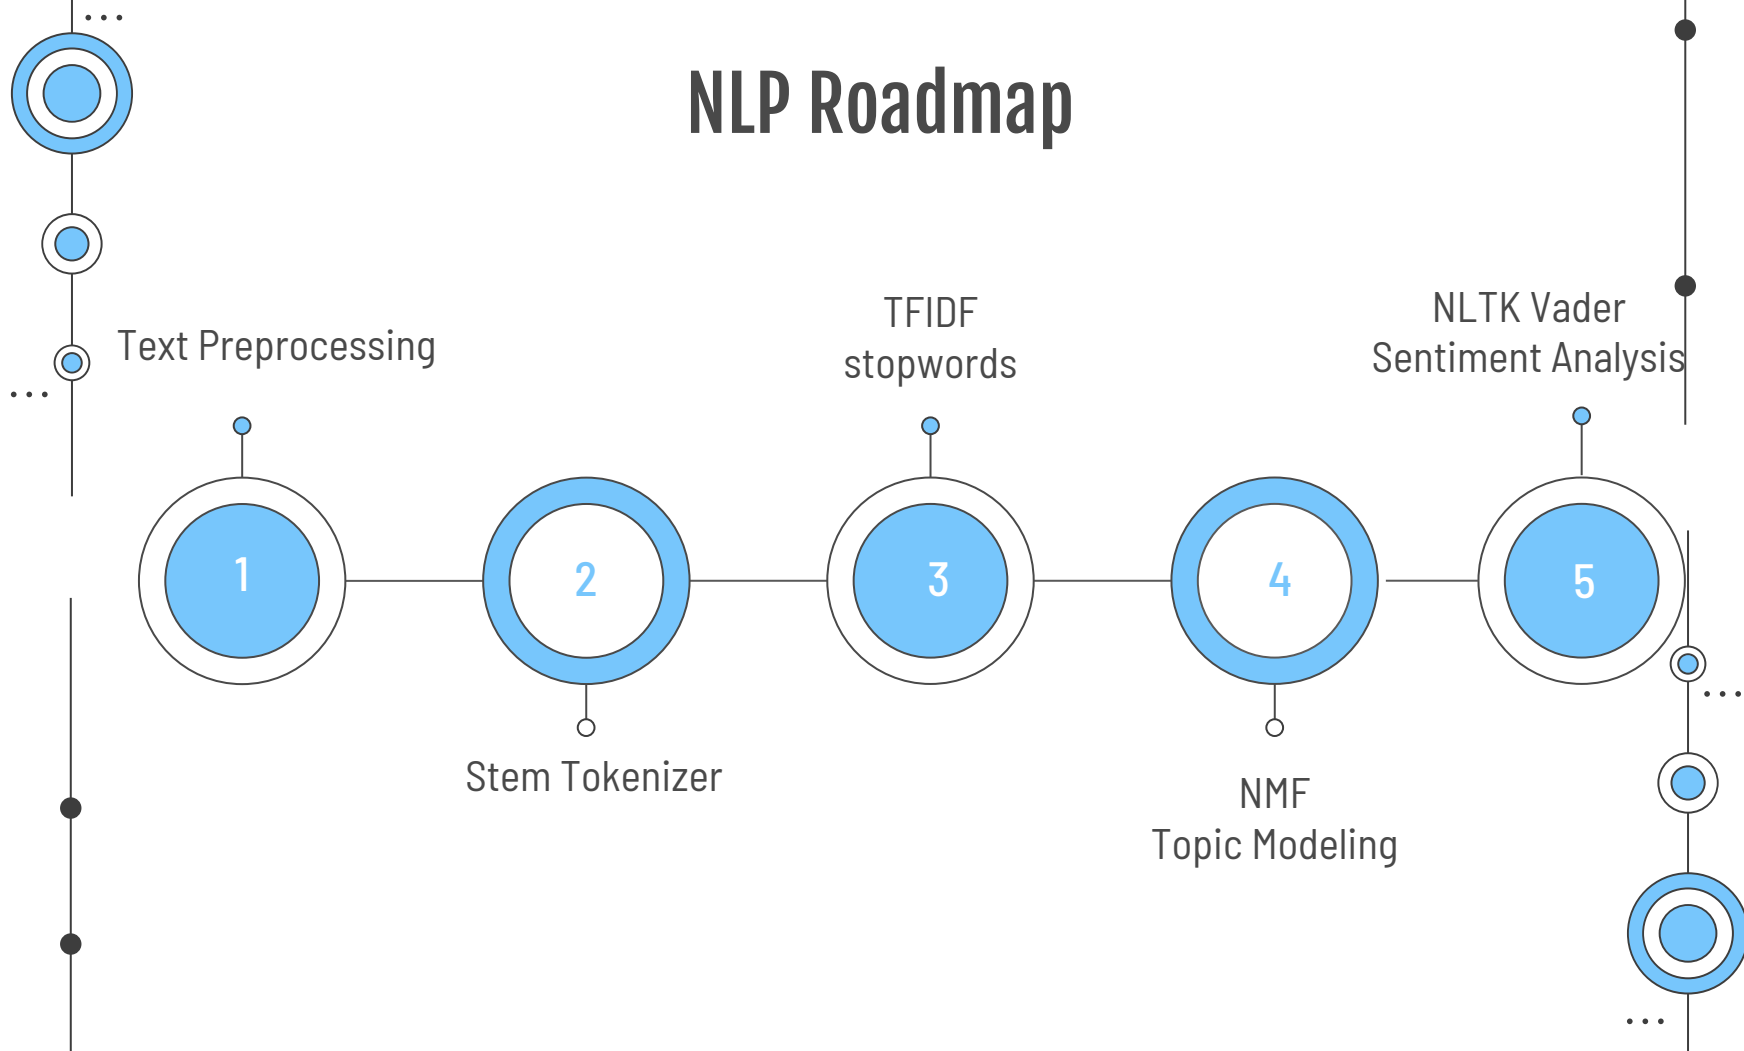 NLP Roadmap
Text Preprocessing
TFIDF
stopwords
NLTK Vader
Sentiment Analysis
1
2
3
4
5
Stem Tokenizer
NMF
Topic Modeling